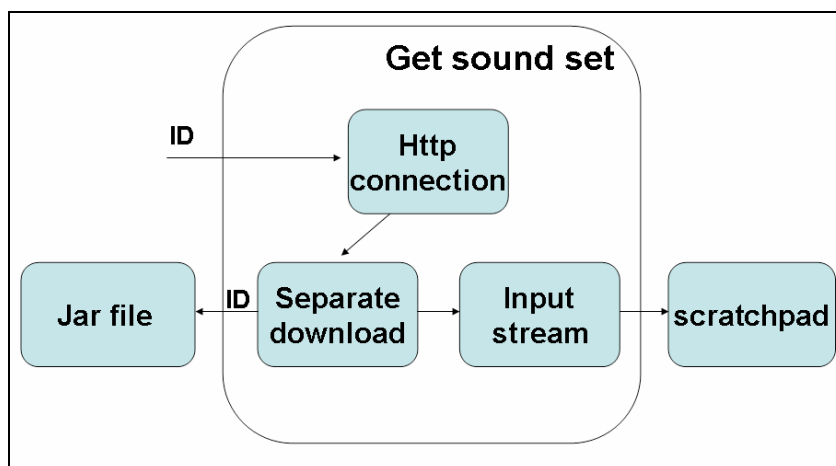 Get sound set
ID
Http
connection
Jar file
ID
Separate
download
Input
stream
scratchpad